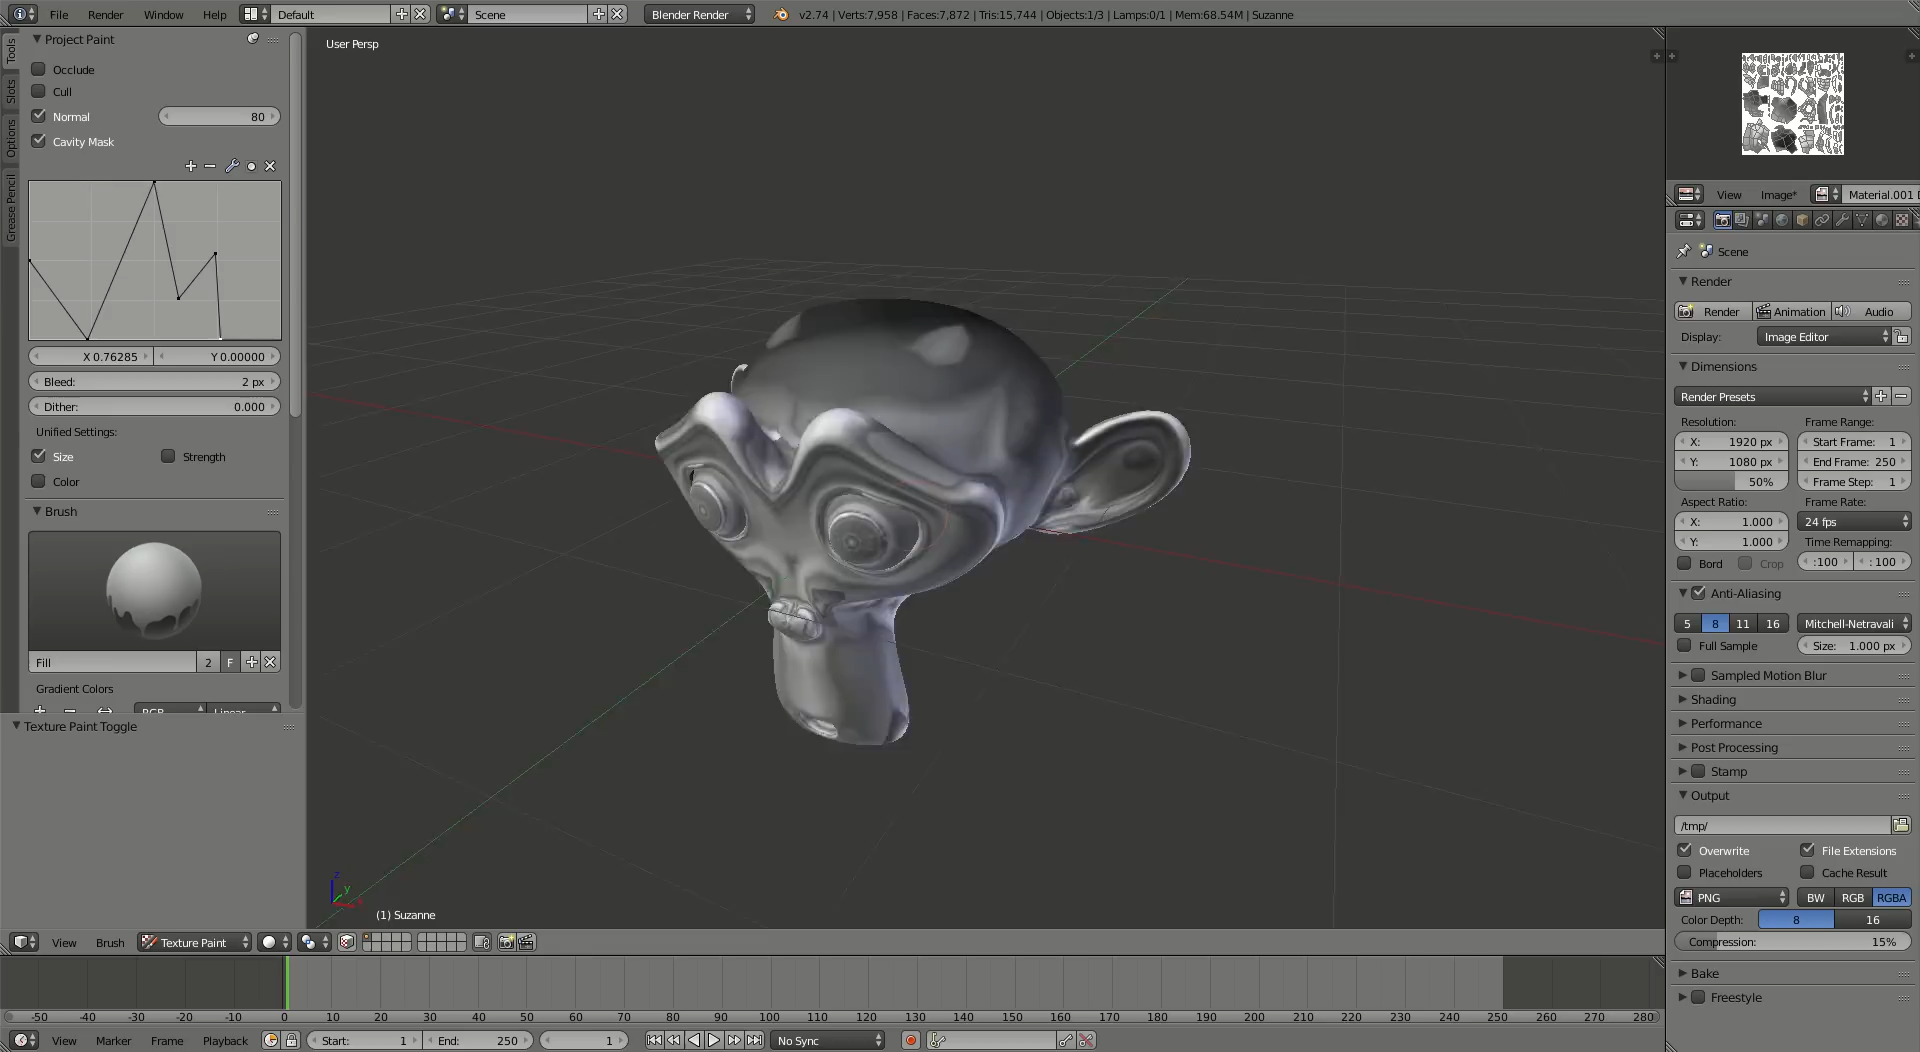 File Render Window Help Default Scene Blender Render v2.74 | Verts:7,958 | Faces:7,872 | Tris:15,744 | Objects:1/3 | Lamps:0/1 | Mem:68.54M | Suzanne
Tools
Slots
Options
Grease Pencil
Project Paint
Occlude
Cull
Normal 80
Cavity Mask
X 0.76285 Y 0.00000
Bleed: 2 px
Dither: 0.000
Unified Settings:
Size Strength
Color
Brush
Fill 2 F
Gradient Colors
RGB Linear
Texture Paint Toggle
User Persp
z
y
x
(1) Suzanne
View Brush Texture Paint
-50 -40 -30 -20 -10 0 10 20 30 40 50 60 70 80 90 100 110 120 130 140 150 160 170 180 190 200 210 220 230 240 250 260 270 280
View Marker Frame Playback Start: 1 End: 250 1 No Sync
View Image* Material.001
Scene
Render
Render Animation Audio
Display: Image Editor
Dimensions
Render Presets
Resolution: Frame Range:
X: 1920 px Start Frame: 1
Y: 1080 px End Frame: 250
50% Frame Step: 1
Aspect Ratio: Frame Rate:
X: 1.000 24 fps
Y: 1.000 Time Remapping:
Bord Crop :100 :100
Anti-Aliasing
5 8 11 16 Mitchell-Netravali
Full Sample Size: 1.000 px
Sampled Motion Blur
Shading
Performance
Post Processing
Stamp
Output
/tmp/
Overwrite File Extensions
Placeholders Cache Result
PNG BW RGB RGBA
Color Depth: 8 16
Compression: 15%
Bake
Freestyle